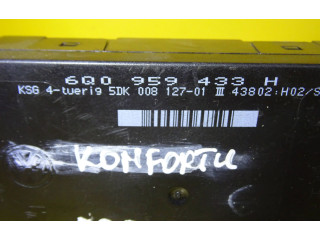 6Q0 959 433 H
KSG 4-tuerig 5DK 008 127-01 III 43802:H02/S
KONFORTU